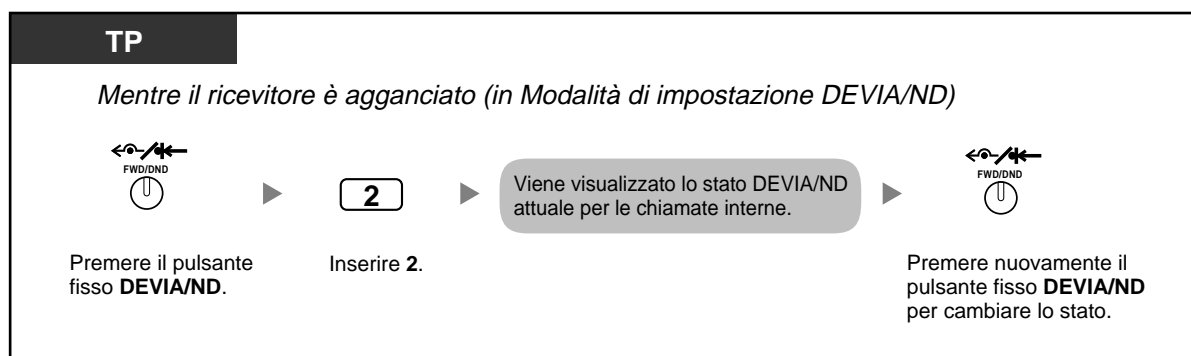 TP
Mentre il ricevitore è agganciato (in Modalità di impostazione DEVIA/ND)
FWD/DND
2
Viene visualizzato lo stato DEVIA/ND
attuale per le chiamate interne.
FWD/DND
Premere il pulsante
fisso DEVIA/ND.
Inserire 2.
Premere nuovamente il
pulsante fisso DEVIA/ND
per cambiare lo stato.